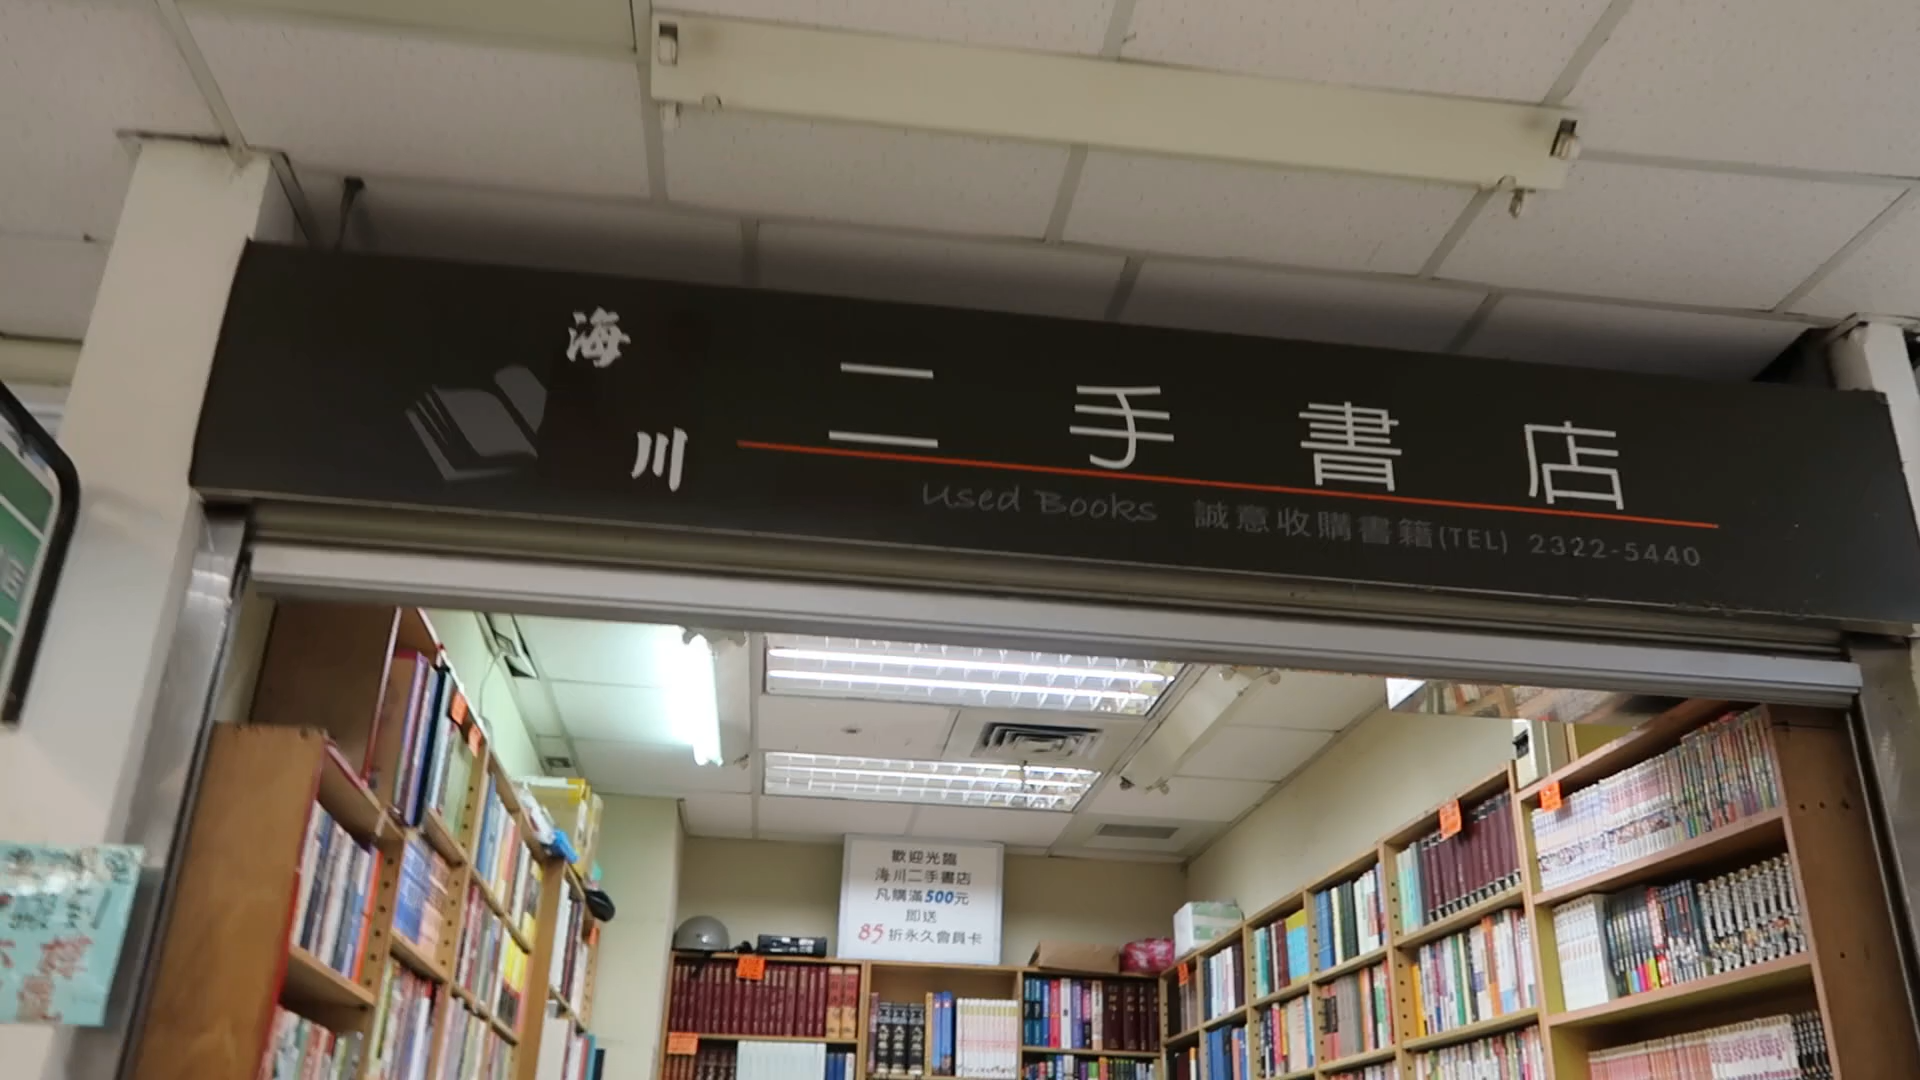 海川
二手書店
Used Books 誠意收購書籍(TEL) 2322-5440
歡迎光臨
海川二手書店
凡購滿500元
即送
85折永久會員卡